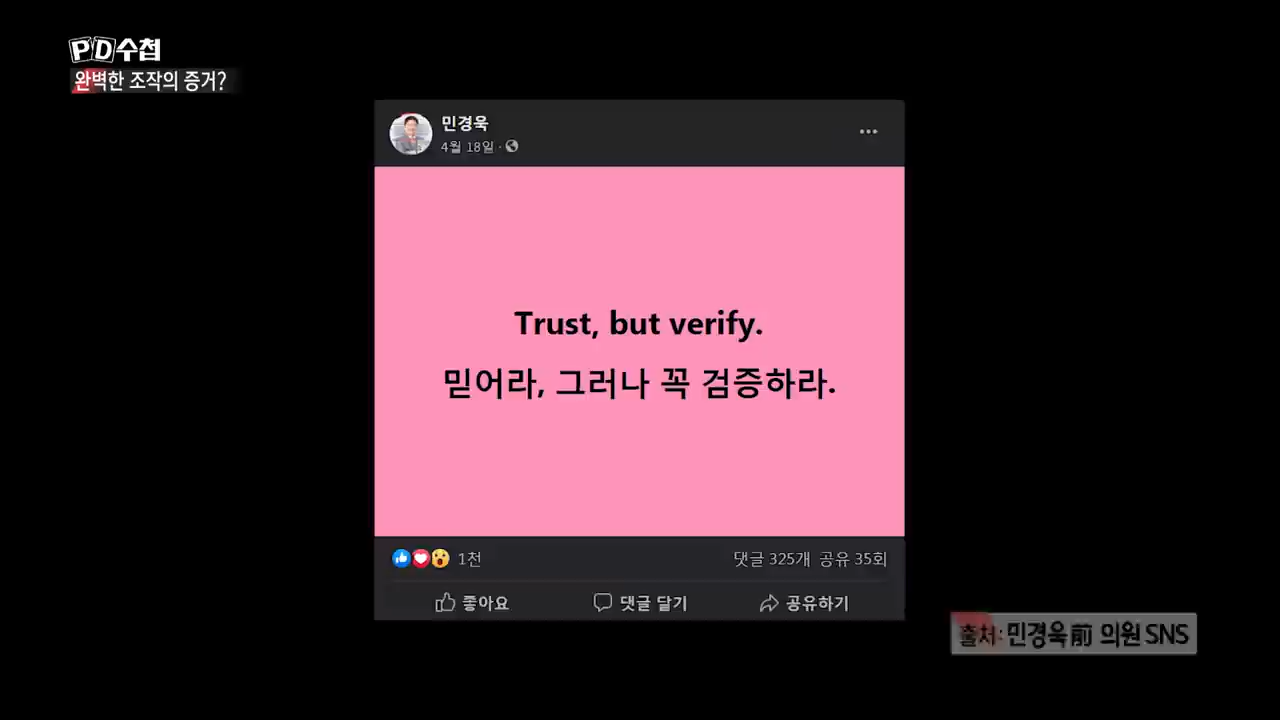 PD수첩
완벽한 조작의 증거?
민경욱
4월 18일 ·
Trust, but verify.
믿어라, 그러나 꼭 검증하라.
1천
댓글 325개 공유 35회
좋아요
댓글 달기
공유하기
출처: 민경욱 前 의원 SNS